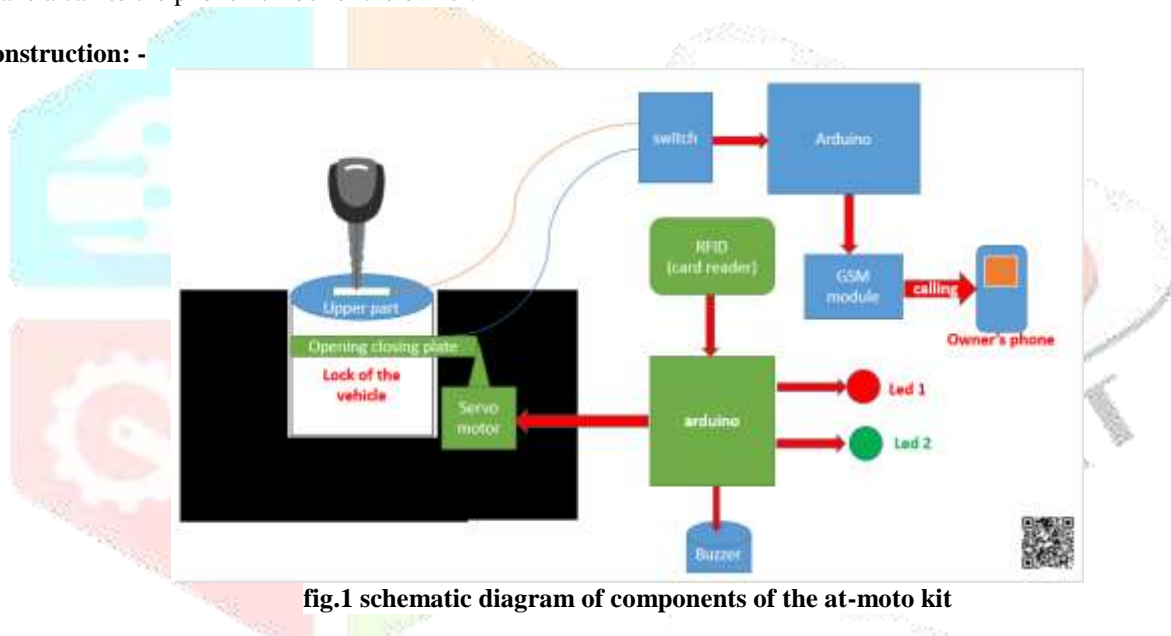 Construction: -
switch
Arduino
RFID
(card reader)
GSM
module
calling
Owner's phone
Upper part
Opening closing plate
Lock of the
vehicle
Servo
motor
arduino
Led 1
Led 2
Buzzer
fig.1 schematic diagram of components of the at-moto kit